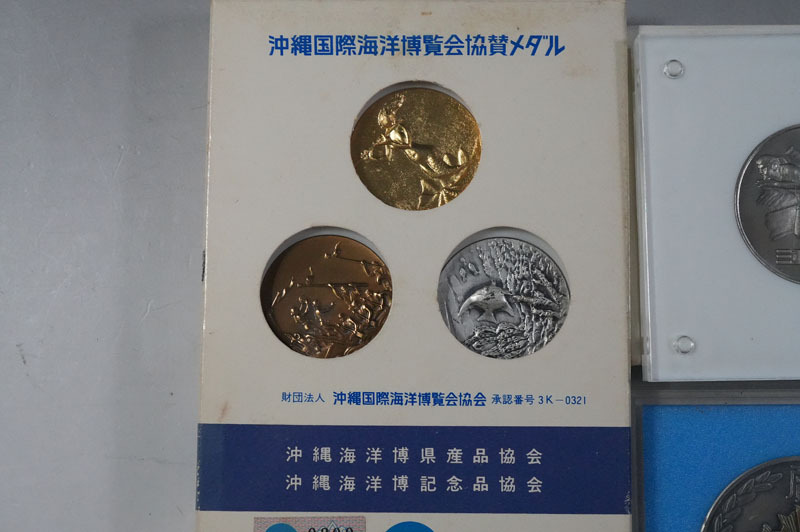 沖縄国際海洋博覧会協賛メダル
財団法人 沖縄国際海洋博覧会協会 承認番号 3K-0321
沖縄海洋博県産品協会
沖縄海洋博記念品協会